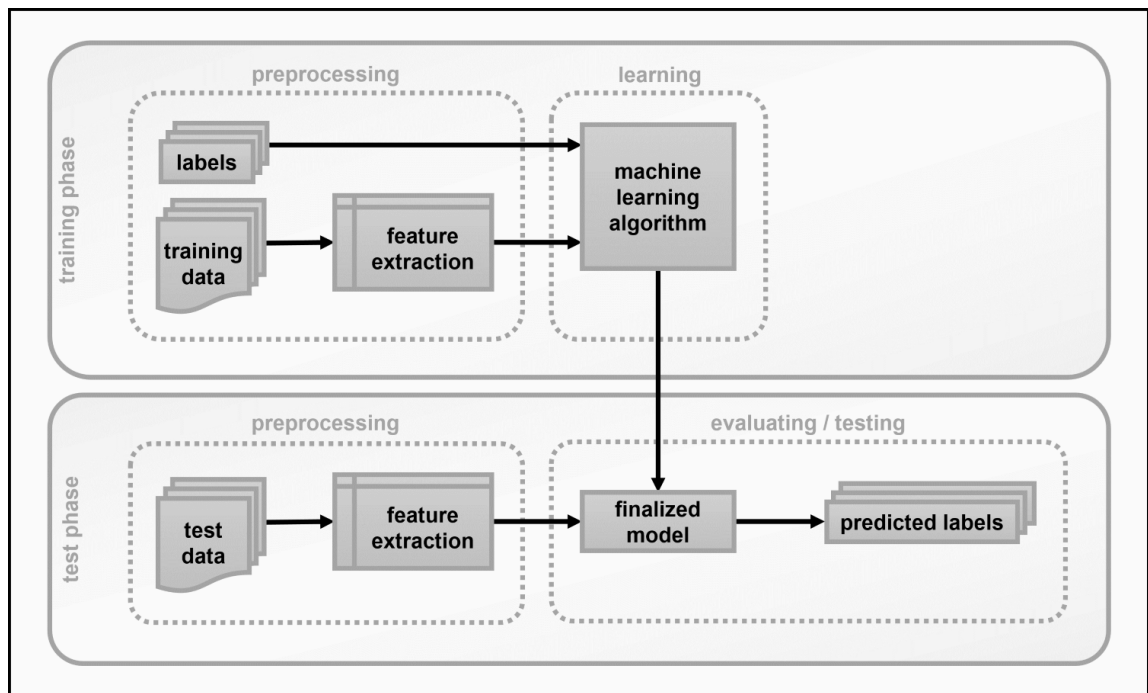 preprocessing
learning
training phase
labels
machine
learning
algorithm
training
data
feature
extraction
preprocessing
evaluating / testing
test phase
test
data
feature
extraction
finalized
model
predicted labels